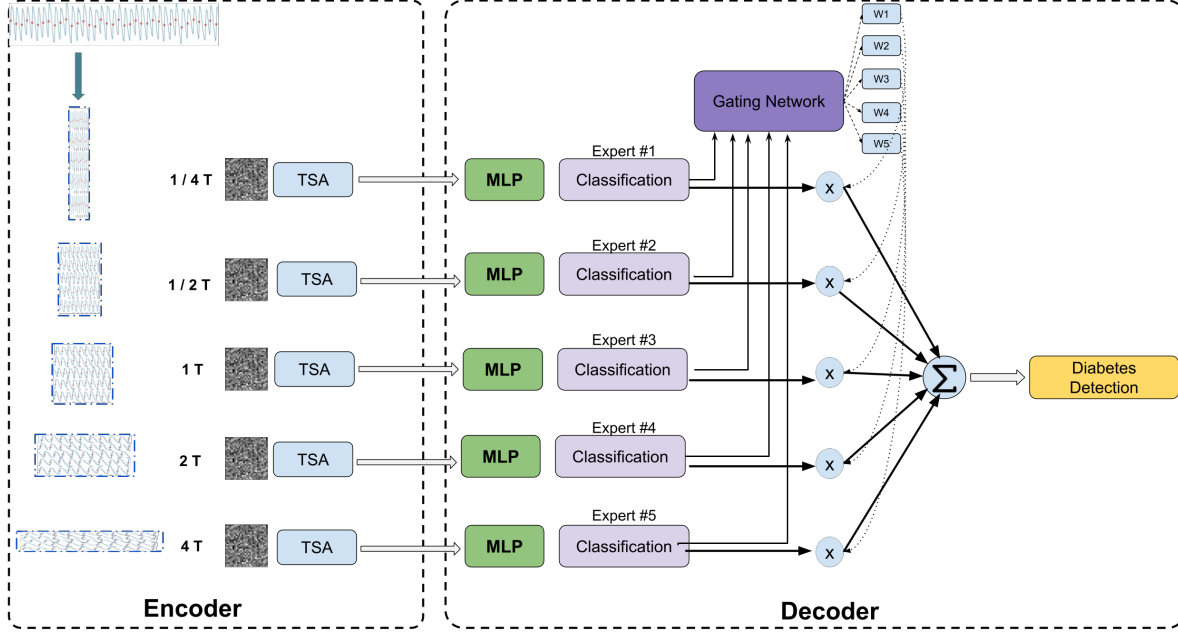 W1
W2
W3
W4
W5
Gating Network
1 / 4 T
TSA
MLP
Expert #1
Classification
X
1 / 2 T
TSA
MLP
Expert #2
Classification
X
1 T
TSA
MLP
Expert #3
Classification
X
Σ
Diabetes
Detection
2 T
TSA
MLP
Expert #4
Classification
X
4 T
TSA
MLP
Expert #5
Classification
X
Encoder
Decoder